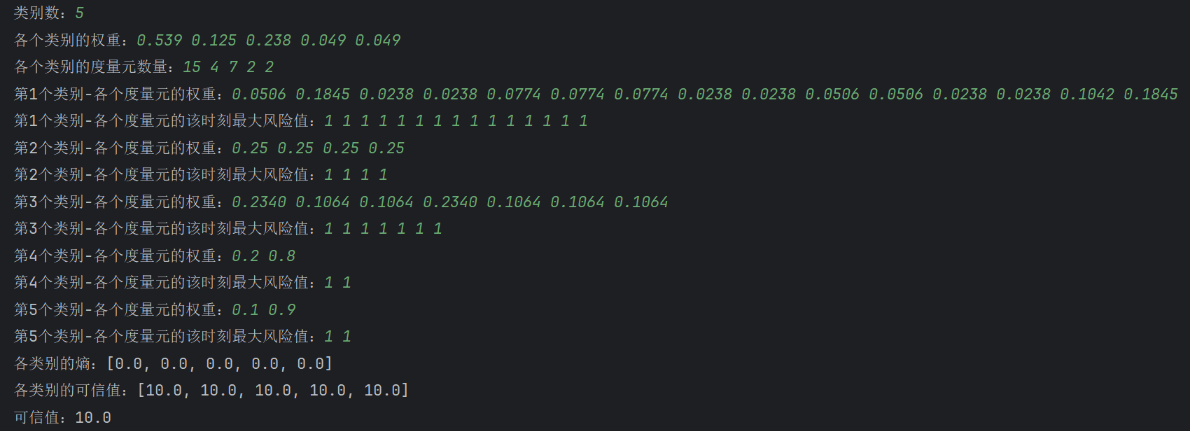 类别数：5
各个类别的权重：0.539 0.125 0.238 0.049 0.049
各个类别的度量元数量：15 4 7 2 2
第1个类别-各个度量元的权重：0.0506 0.1845 0.0238 0.0238 0.0774 0.0774 0.0774 0.0238 0.0238 0.0506 0.0506 0.0238 0.0238 0.1042 0.1845
第1个类别-各个度量元的该时刻最大风险值：1 1 1 1 1 1 1 1 1 1 1 1 1 1 1
第2个类别-各个度量元的权重：0.25 0.25 0.25 0.25
第2个类别-各个度量元的该时刻最大风险值：1 1 1 1
第3个类别-各个度量元的权重：0.2340 0.1064 0.1064 0.2340 0.1064 0.1064 0.1064
第3个类别-各个度量元的该时刻最大风险值：1 1 1 1 1 1 1
第4个类别-各个度量元的权重：0.2 0.8
第4个类别-各个度量元的该时刻最大风险值：1 1
第5个类别-各个度量元的权重：0.1 0.9
第5个类别-各个度量元的该时刻最大风险值：1 1
各类别的熵：[0.0, 0.0, 0.0, 0.0, 0.0]
各类别的可信值：[10.0, 10.0, 10.0, 10.0, 10.0]
可信值：10.0